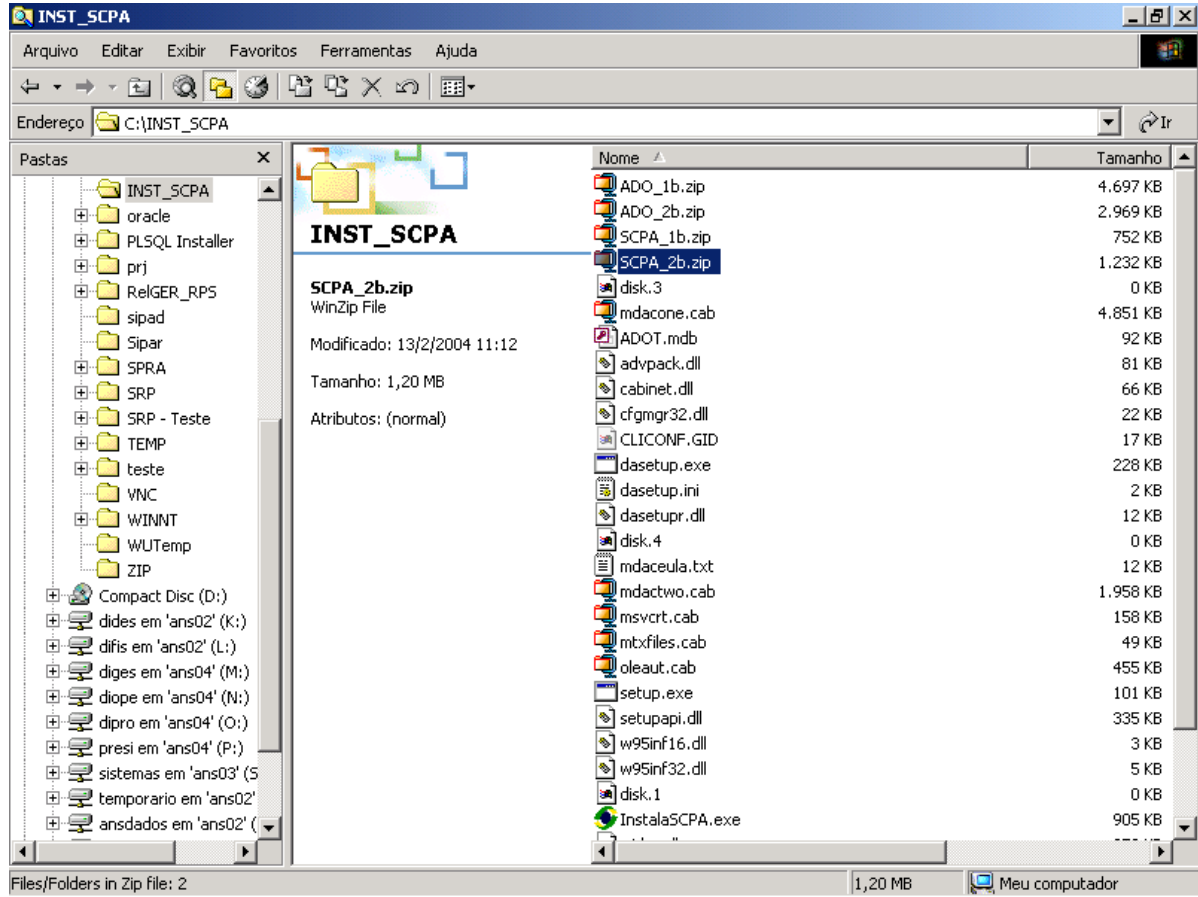 INST_SCPA
Arquivo Editar Exibir Favoritos Ferramentas Ajuda
Endereço C:\INST_SCPA Ir
Pastas
INST_SCPA
oracle
PLSQL Installer
prj
RelGER_RPS
sipad
Sipar
SPRA
SRP
SRP - Teste
TEMP
teste
VNC
WINNT
WUTemp
ZIP
Compact Disc (D:)
dides em 'ans02' (K:)
difis em 'ans02' (L:)
diges em 'ans04' (M:)
diope em 'ans04' (N:)
dipro em 'ans04' (O:)
presi em 'ans04' (P:)
sistemas em 'ans03' (S
temporario em 'ans02'
ansdados em 'ans02' (
INST_SCPA
SCPA_2b.zip
WinZip File
Modificado: 13/2/2004 11:12
Tamanho: 1,20 MB
Atributos: (normal)
Nome Tamanho
ADO_1b.zip 4.697 KB
ADO_2b.zip 2.969 KB
SCPA_1b.zip 752 KB
SCPA_2b.zip 1.232 KB
disk.3 0 KB
mdacone.cab 4.851 KB
ADOT.mdb 92 KB
advpack.dll 81 KB
cabinet.dll 66 KB
cfgmgr32.dll 22 KB
CLICONF.GID 17 KB
dasetup.exe 228 KB
dasetup.ini 2 KB
dasetupr.dll 12 KB
disk.4 0 KB
mdaceula.txt 12 KB
mdactwo.cab 1.958 KB
msvcrt.cab 158 KB
mtxfiles.cab 49 KB
oleaut.cab 455 KB
setup.exe 101 KB
setupapi.dll 335 KB
w95inf16.dll 3 KB
w95inf32.dll 5 KB
disk.1 0 KB
InstalaSCPA.exe 905 KB
Files/Folders in Zip file: 2 1,20 MB Meu computador